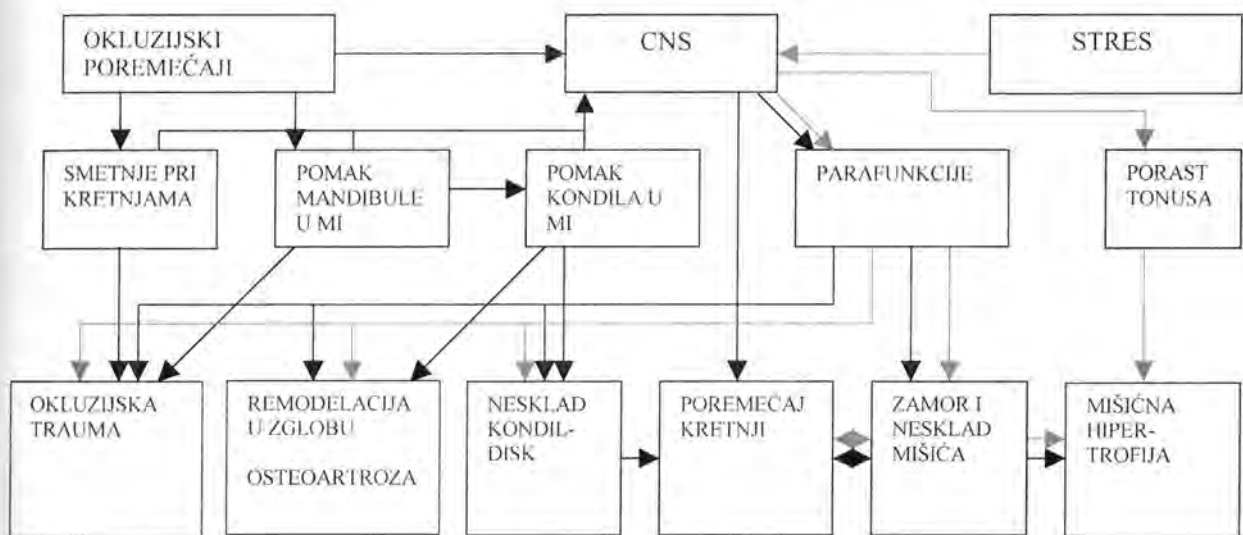 OKLUZIJSKI
POREMEĆAJI
CNS
STRES
SMETNJE PRI
KRETNJAMA
POMAK
MANDIBULE
U MI
POMAK
KONDILA U
MI
PARAFUNKCIJE
PORAST
TONUSA
OKLUZIJSKA
TRAUMA
REMODELACIJA
U ZGLOBU
OSTEOARTROZA
NESKLAD
KONDIL-
DISK
POREMEĆAJ
KRETNJI
ZAMOR I
NESKLAD
MIŠIĆA
MIŠIĆNA
HIPER-
TROFIJA